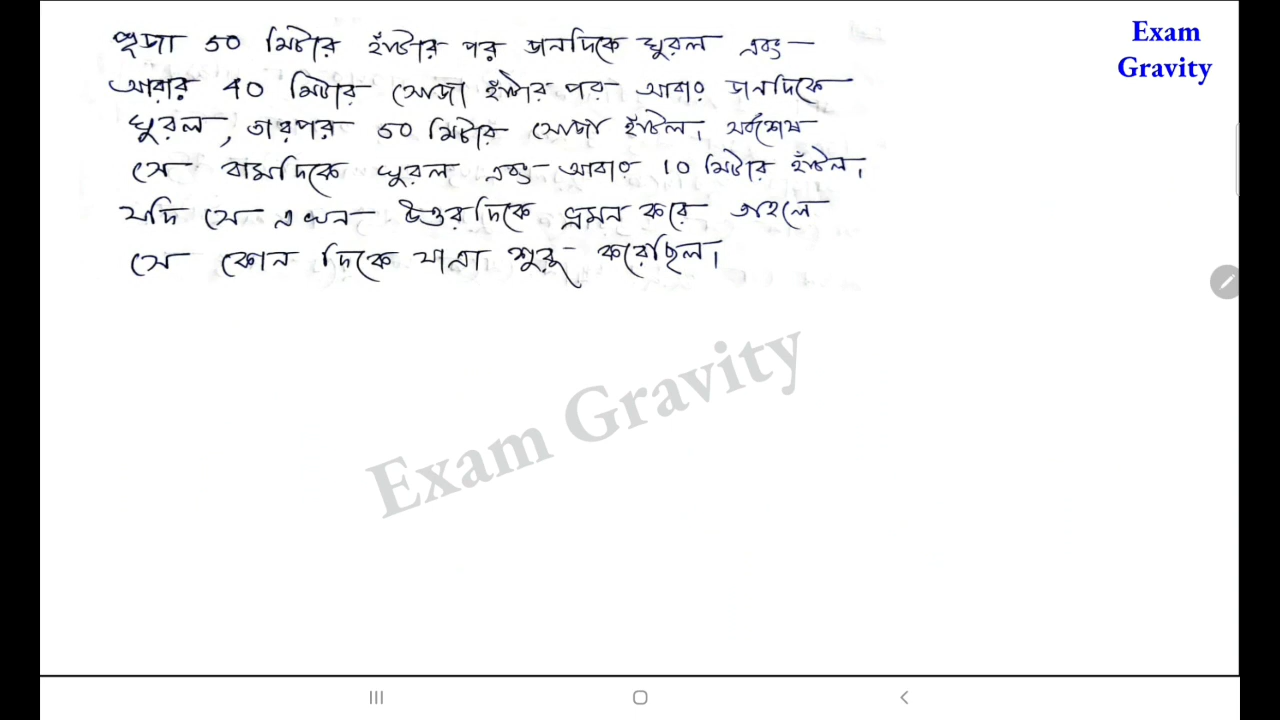 পূজা 50 মিটার হাঁটার পর ডানদিকে ঘুরল এবং
আবার 40 মিটার সোজা হাঁটার পর আবার ডানদিকে
ঘুরল, তারপর 50 মিটার সোজা হাঁটল। সর্বশেষ
সে বামদিকে ঘুরল এবং আবার 10 মিটার হাঁটল।
যদি সে এখন উত্তরদিকে ভ্রমন করে তাহলে
সে কোন দিকে যাত্রা শুরু করেছিল।
Exam
Gravity
Exam Gravity